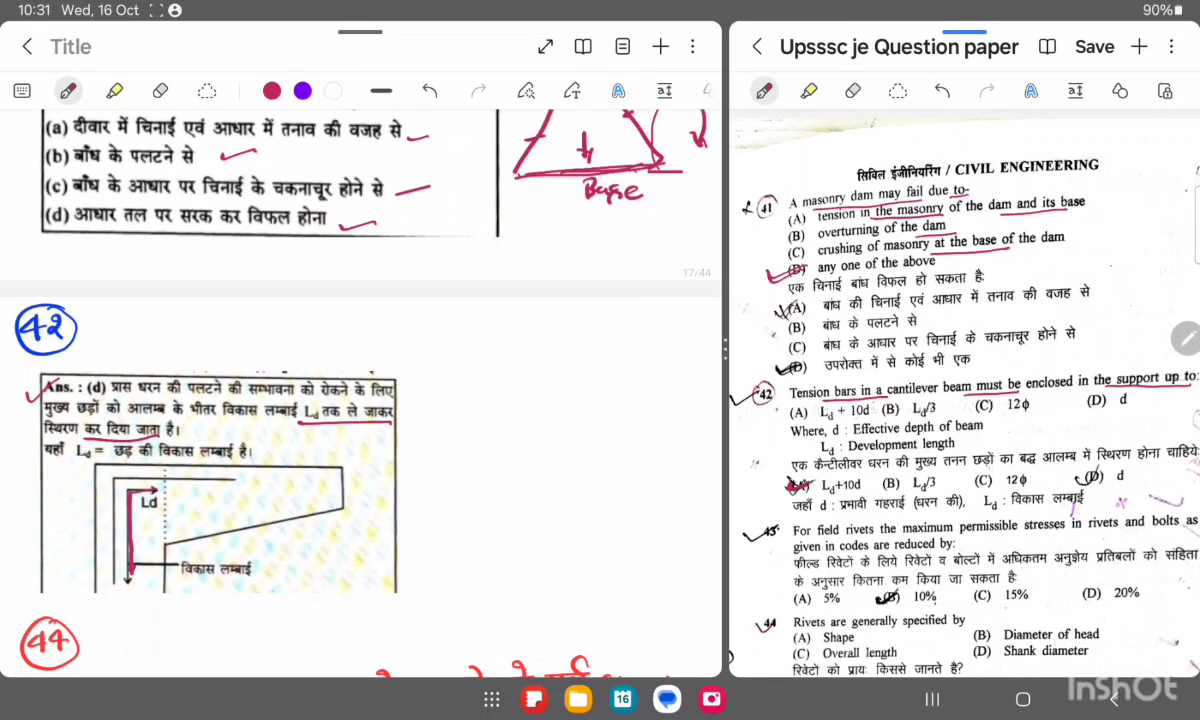 10:31 Wed, 16 Oct
90%
Title
(a) दीवार में चिनाई एवं आधार में तनाव की वजह से
(b) बाँध के पलटने से
(c) बाँध के आधार पर चिनाई के चकनाचूर होने से
(d) आधार तल पर सरक कर विफल होना
Base
17/44
42
Ans. : (d) प्रास धरन की पलटने की सम्भावना को रोकने के लिए
मुख्य छड़ों को आलम्ब के भीतर विकास लम्बाई Ld तक ले जाकर
स्थिरण कर दिया जाता है।
यहाँ Ld = छड़ की विकास लम्बाई है।
Ld
विकास लम्बाई
44
Upsssc je Question paper
Save
सिविल इंजीनियरिंग / CIVIL ENGINEERING
41 A masonry dam may fail due to-
(A) tension in the masonry of the dam and its base
(B) overturning of the dam
(C) crushing of masonry at the base of the dam
(D) any one of the above
एक चिनाई बांध विफल हो सकता है:
(A) बांध की चिनाई एवं आधार में तनाव की वजह से
(B) बांध के पलटने से
(C) बांध के आधार पर चिनाई के चकनाचूर होने से
(D) उपरोक्त में से कोई भी एक
42 Tension bars in a cantilever beam must be enclosed in the support up to:
(A) Ld + 10d (B) Ld/3 (C) 12ϕ (D) d
Where, d : Effective depth of beam
Ld : Development length
एक कैन्टीलीवर धरन की मुख्य तनन छड़ों का बद्ध आलम्ब में स्थिरण होना चाहिये:
(A) Ld+10d (B) Ld/3 (C) 12ϕ (D) d
जहाँ d : प्रभावी गहराई (धरन की), Ld : विकास लम्बाई
43 For field rivets the maximum permissible stresses in rivets and bolts as
given in codes are reduced by:
फील्ड रिवेटों के लिये रिवेटो व बोल्टों में अधिकतम अनुज्ञेय प्रतिबलों को संहिता
के अनुसार कितना कम किया जा सकता है:
(A) 5% (B) 10% (C) 15% (D) 20%
44 Rivets are generally specified by
(A) Shape (B) Diameter of head
(C) Overall length (D) Shank diameter
रिवेटो को प्रायः किससे जानते है?
16
InShOt